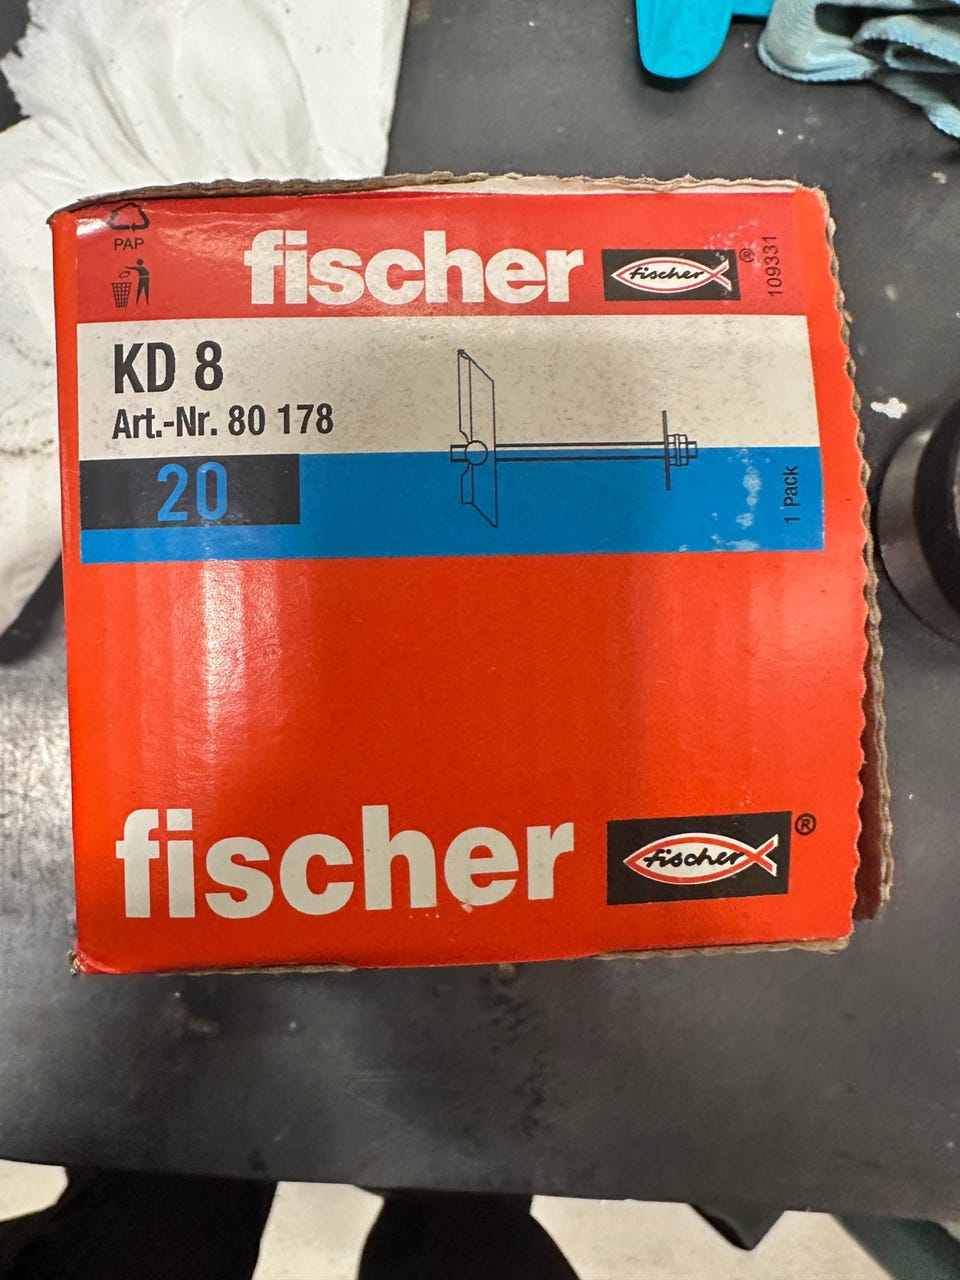 PAP
fischer fischer ®
109331
KD 8
Art.-Nr. 80 178
20
1 Pack
fischer fischer ®